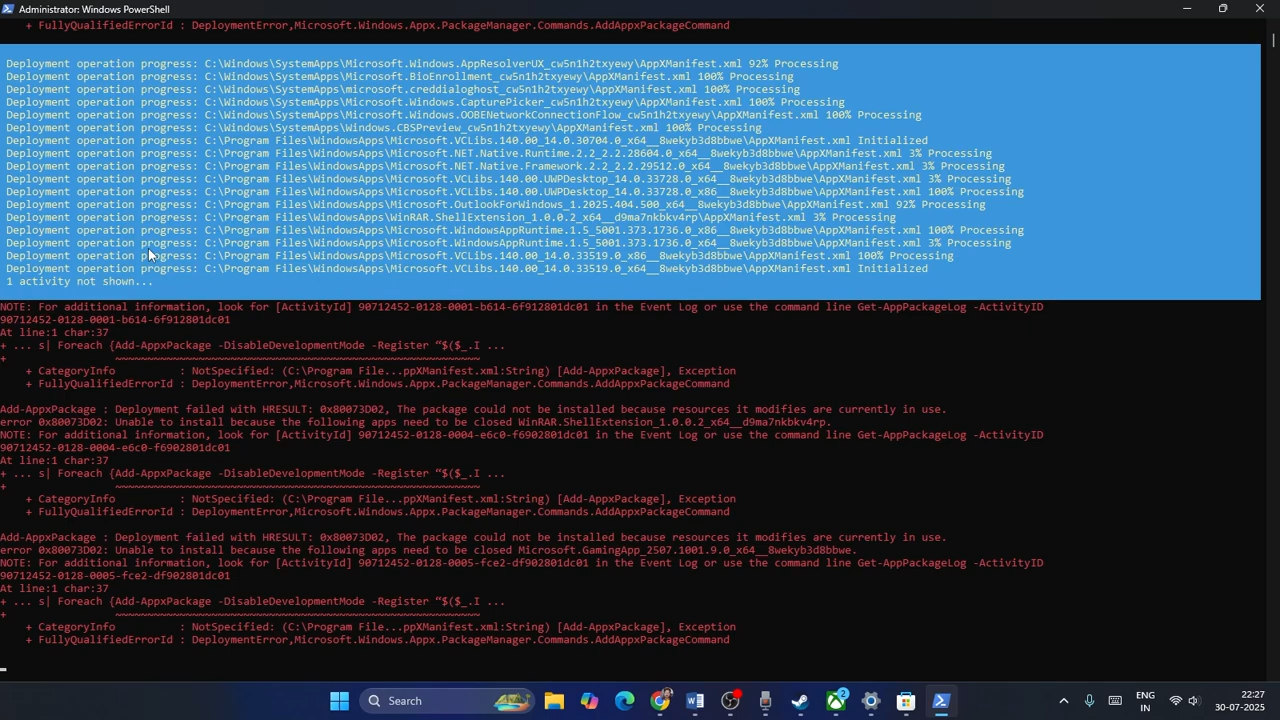 Administrator: Windows PowerShell
+ FullyQualifiedErrorId : DeploymentError,Microsoft.Windows.Appx.PackageManager.Commands.AddAppxPackageCommand
Deployment operation progress: C:\Windows\SystemApps\Microsoft.Windows.AppResolverUX_cw5n1h2txyewy\AppXManifest.xml 92% Processing
Deployment operation progress: C:\Windows\SystemApps\Microsoft.BioEnrollment_cw5n1h2txyewy\AppXManifest.xml 100% Processing
Deployment operation progress: C:\Windows\SystemApps\microsoft.creddialoghost_cw5n1h2txyewy\AppXManifest.xml 100% Processing
Deployment operation progress: C:\Windows\SystemApps\Microsoft.Windows.CapturePicker_cw5n1h2txyewy\AppXManifest.xml 100% Processing
Deployment operation progress: C:\Windows\SystemApps\Microsoft.Windows.OOBENetworkConnectionFlow_cw5n1h2txyewy\AppXManifest.xml 100% Processing
Deployment operation progress: C:\Windows\SystemApps\Windows.CBSPreview_cw5n1h2txyewy\AppXManifest.xml 100% Processing
Deployment operation progress: C:\Program Files\WindowsApps\Microsoft.VCLibs.140.00_14.0.30704.0_x64__8wekyb3d8bbwe\AppXManifest.xml Initialized
Deployment operation progress: C:\Program Files\WindowsApps\Microsoft.NET.Native.Runtime.2.2_2.2.28604.0_x64__8wekyb3d8bbwe\AppXManifest.xml 3% Processing
Deployment operation progress: C:\Program Files\WindowsApps\Microsoft.NET.Native.Framework.2.2_2.2.29512.0_x64__8wekyb3d8bbwe\AppXManifest.xml 3% Processing
Deployment operation progress: C:\Program Files\WindowsApps\Microsoft.VCLibs.140.00.UWPDesktop_14.0.33728.0_x64__8wekyb3d8bbwe\AppXManifest.xml 3% Processing
Deployment operation progress: C:\Program Files\WindowsApps\Microsoft.VCLibs.140.00.UWPDesktop_14.0.33728.0_x86__8wekyb3d8bbwe\AppXManifest.xml 100% Processing
Deployment operation progress: C:\Program Files\WindowsApps\Microsoft.OutlookForWindows_1.2025.404.500_x64__8wekyb3d8bbwe\AppXManifest.xml 92% Processing
Deployment operation progress: C:\Program Files\WindowsApps\WinRAR.ShellExtension_1.0.0.2_x64__d9ma7nkbkv4rp\AppXManifest.xml 3% Processing
Deployment operation progress: C:\Program Files\WindowsApps\Microsoft.WindowsAppRuntime.1.5_5001.373.1736.0_x86__8wekyb3d8bbwe\AppXManifest.xml 100% Processing
Deployment operation progress: C:\Program Files\WindowsApps\Microsoft.WindowsAppRuntime.1.5_5001.373.1736.0_x64__8wekyb3d8bbwe\AppXManifest.xml 3% Processing
Deployment operation progress: C:\Program Files\WindowsApps\Microsoft.VCLibs.140.00_14.0.33519.0_x86__8wekyb3d8bbwe\AppXManifest.xml 100% Processing
Deployment operation progress: C:\Program Files\WindowsApps\Microsoft.VCLibs.140.00_14.0.33519.0_x64__8wekyb3d8bbwe\AppXManifest.xml Initialized
1 activity not shown...
NOTE: For additional information, look for [ActivityId] 90712452-0128-0001-b614-6f912801dc01 in the Event Log or use the command line Get-AppPackageLog -ActivityID
90712452-0128-0001-b614-6f912801dc01
At line:1 char:37
+ ... s| Foreach {Add-AppxPackage -DisableDevelopmentMode -Register “$($_.I ...
+ ~~~~~~~~~~~~~~~~~~~~~~~~~~~~~~~~~~~~~~~~~~~~~~~~~~~~~~~~~
+ CategoryInfo : NotSpecified: (C:\Program File...ppXManifest.xml:String) [Add-AppxPackage], Exception
+ FullyQualifiedErrorId : DeploymentError,Microsoft.Windows.Appx.PackageManager.Commands.AddAppxPackageCommand
Add-AppxPackage : Deployment failed with HRESULT: 0x80073D02, The package could not be installed because resources it modifies are currently in use.
error 0x80073D02: Unable to install because the following apps need to be closed WinRAR.ShellExtension_1.0.0.2_x64__d9ma7nkbkv4rp.
NOTE: For additional information, look for [ActivityId] 90712452-0128-0004-e6c0-f6902801dc01 in the Event Log or use the command line Get-AppPackageLog -ActivityID
90712452-0128-0004-e6c0-f6902801dc01
At line:1 char:37
+ ... s| Foreach {Add-AppxPackage -DisableDevelopmentMode -Register “$($_.I ...
+ ~~~~~~~~~~~~~~~~~~~~~~~~~~~~~~~~~~~~~~~~~~~~~~~~~~~~~~~~~
+ CategoryInfo : NotSpecified: (C:\Program File...ppXManifest.xml:String) [Add-AppxPackage], Exception
+ FullyQualifiedErrorId : DeploymentError,Microsoft.Windows.Appx.PackageManager.Commands.AddAppxPackageCommand
Add-AppxPackage : Deployment failed with HRESULT: 0x80073D02, The package could not be installed because resources it modifies are currently in use.
error 0x80073D02: Unable to install because the following apps need to be closed Microsoft.GamingApp_2507.1001.9.0_x64__8wekyb3d8bbwe.
NOTE: For additional information, look for [ActivityId] 90712452-0128-0005-fce2-df902801dc01 in the Event Log or use the command line Get-AppPackageLog -ActivityID
90712452-0128-0005-fce2-df902801dc01
At line:1 char:37
+ ... s| Foreach {Add-AppxPackage -DisableDevelopmentMode -Register “$($_.I ...
+ ~~~~~~~~~~~~~~~~~~~~~~~~~~~~~~~~~~~~~~~~~~~~~~~~~~~~~~~~~
+ CategoryInfo : NotSpecified: (C:\Program File...ppXManifest.xml:String) [Add-AppxPackage], Exception
+ FullyQualifiedErrorId : DeploymentError,Microsoft.Windows.Appx.PackageManager.Commands.AddAppxPackageCommand
Search
2
ENG
IN
22:27
30-07-2025